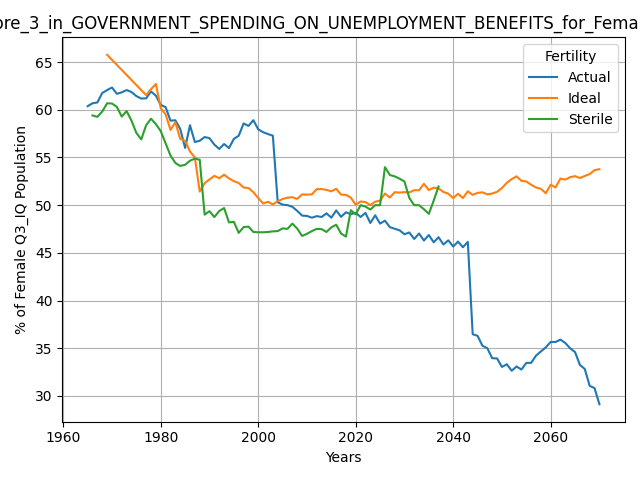 ore_3_in_GOVERNMENT_SPENDING_ON_UNEMPLOYMENT_BENEFITS_for_Fema
Fertility
Actual
Ideal
Sterile
% of Female Q3_IQ Population
65
60
55
50
45
40
35
30
1960
1980
2000
2020
2040
2060
Years